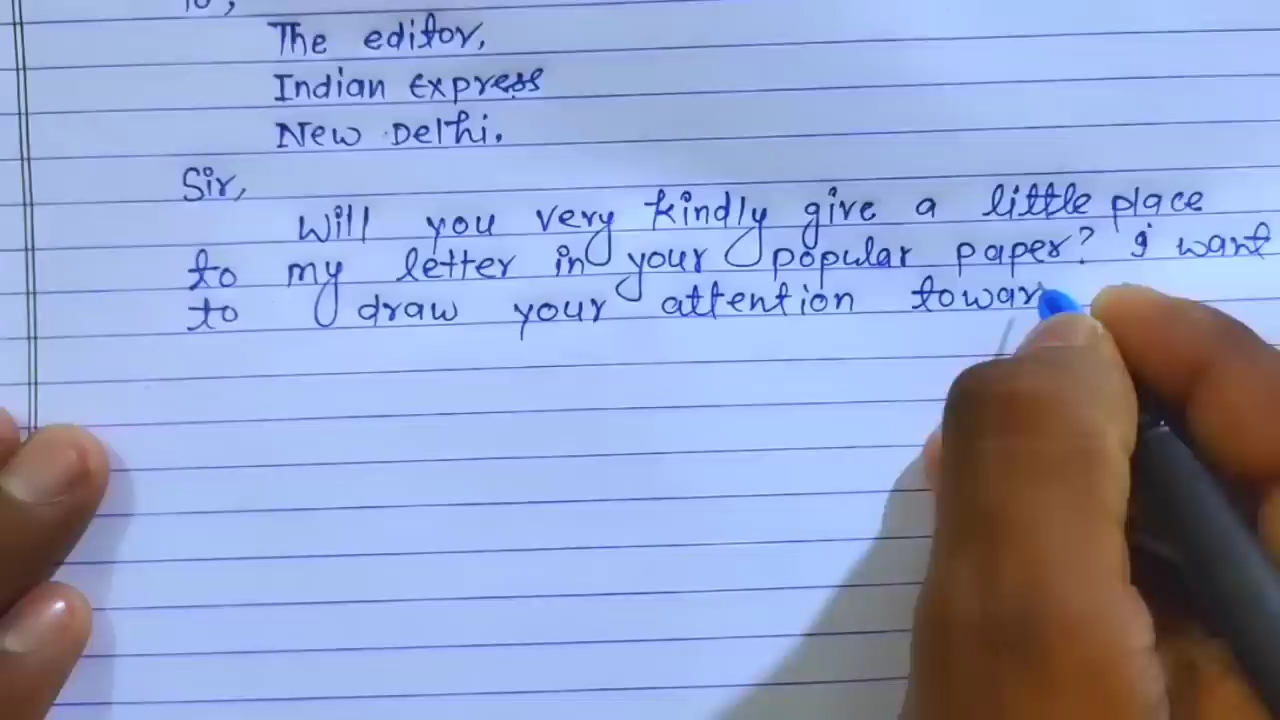 To,
The editor,
Indian Express
New Delhi.
Sir,
Will you very kindly give a little place
to my letter in your popular paper? I want
to draw your attention towar